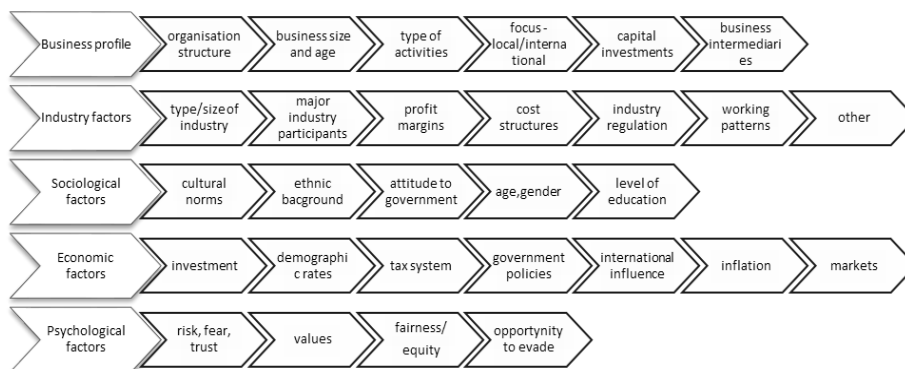 Business profile
organisation
structure
business size
and age
type of
activities
focus -
local/interna
tional
capital
investments
business
intermediari
es
Industry factors
type/size of
industry
major
industry
participants
profit
margins
cost
structures
industry
regulation
working
patterns
other
Sociological
factors
cultural
norms
ethnic
bacground
attitude to
government
age,gender
level of
education
Economic
factors
investment
demographi
c rates
tax system
government
policies
international
influence
inflation
markets
Psychological
factors
risk, fear,
trust
values
fairness/
equity
opportynity
to evade